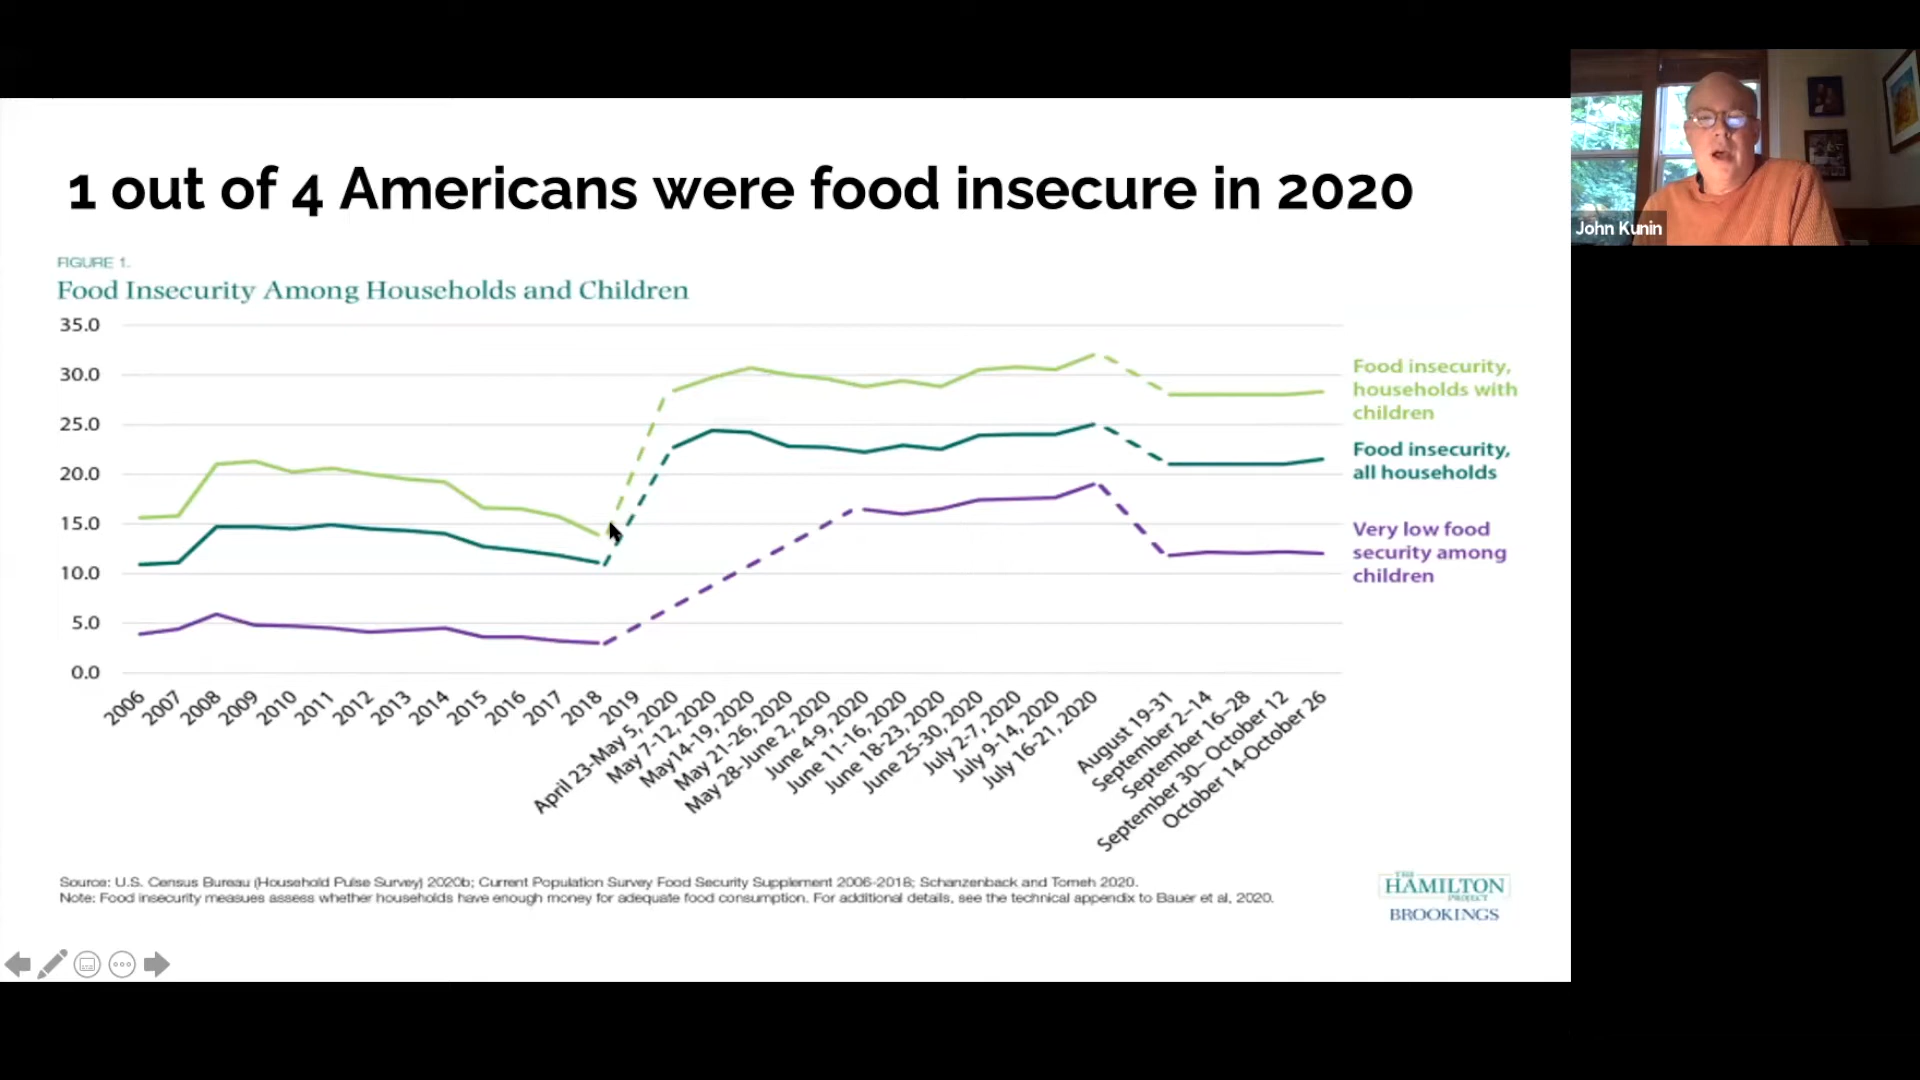 1 out of 4 Americans were food insecure in 2020
John Kunin
FIGURE 1.
Food Insecurity Among Households and Children
35.0
30.0
25.0
20.0
15.0
10.0
5.0
0.0
Food insecurity,
households with
children
Food insecurity,
all households
Very low food
security among
children
2006
2007
2008
2009
2010
2011
2012
2013
2014
2015
2016
2017
2018
2019
April 23-May 5, 2020
May 7-12, 2020
May14-19, 2020
May 21-26, 2020
May 28-June 2, 2020
June 4-9, 2020
June 11-16, 2020
June 18-23, 2020
June 25-30, 2020
July 2-7, 2020
July 9-14, 2020
July 16-21, 2020
August 19-31
September 2–14
September 16–28
September 30– October 12
October 14-October 26
Source: U.S. Census Bureau (Household Pulse Survey) 2020b; Current Population Survey Food Security Supplement 2006-2018; Schanzenback and Tomeh 2020.
Note: Food insecurity measues assess whether households have enough money for adequate food consumption. For additional details, see the technical appendix to Bauer et al, 2020.
THE
HAMILTON
PROJECT
BROOKINGS